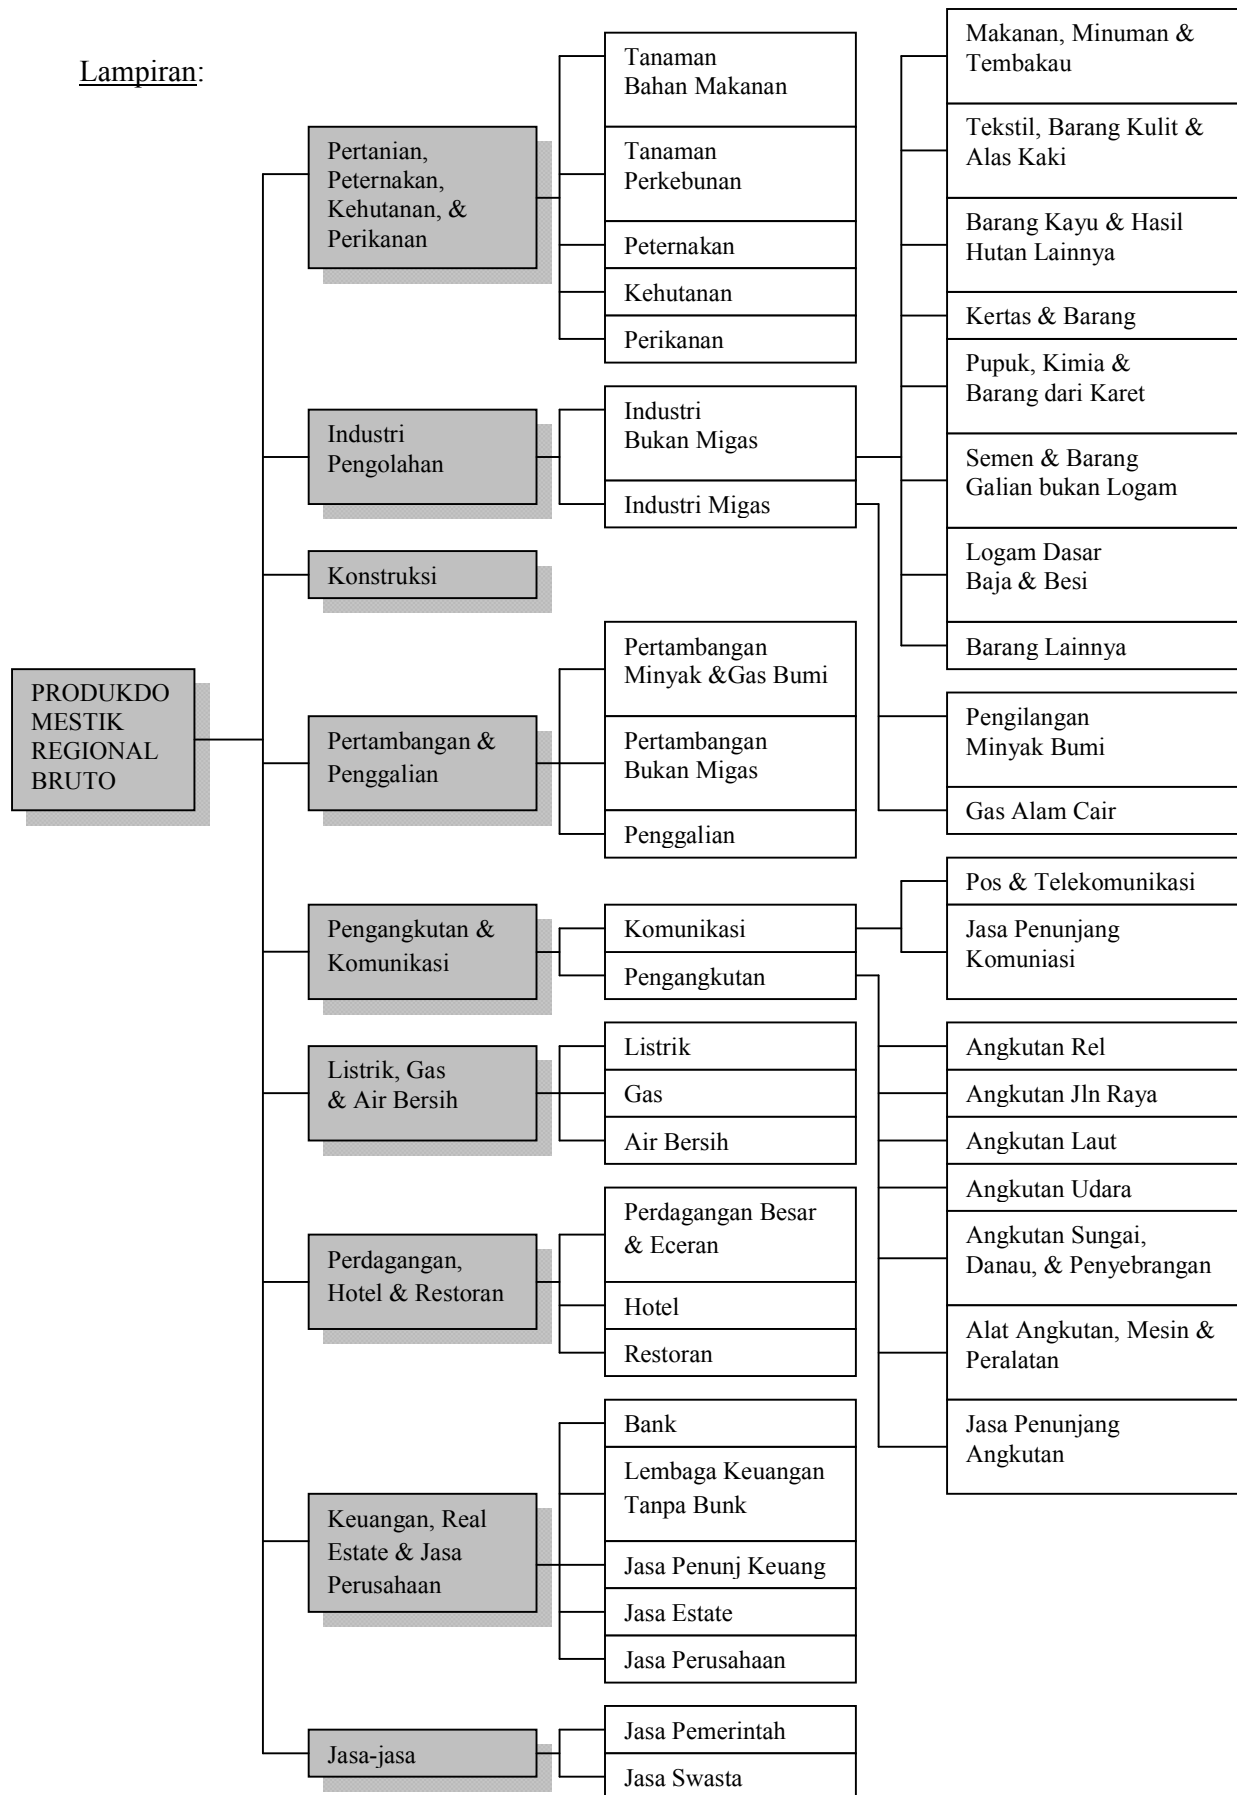 Lampiran:
PRODUKDO
MESTIK
REGIONAL
BRUTO
Pertanian,
Peternakan,
Kehutanan, &
Perikanan
Tanaman
Bahan Makanan
Tanaman
Perkebunan
Peternakan
Kehutanan
Perikanan
Industri
Pengolahan
Industri
Bukan Migas
Industri Migas
Makanan, Minuman &
Tembakau
Tekstil, Barang Kulit &
Alas Kaki
Barang Kayu & Hasil
Hutan Lainnya
Kertas & Barang
Pupuk, Kimia &
Barang dari Karet
Semen & Barang
Galian bukan Logam
Logam Dasar
Baja & Besi
Barang Lainnya
Pengilangan
Minyak Bumi
Gas Alam Cair
Konstruksi
Pertambangan &
Penggalian
Pertambangan
Minyak &Gas Bumi
Pertambangan
Bukan Migas
Penggalian
Pengangkutan &
Komunikasi
Komunikasi
Pengangkutan
Pos & Telekomunikasi
Jasa Penunjang
Komuniasi
Angkutan Rel
Angkutan Jln Raya
Angkutan Laut
Angkutan Udara
Angkutan Sungai,
Danau, & Penyebrangan
Alat Angkutan, Mesin &
Peralatan
Jasa Penunjang
Angkutan
Listrik, Gas
& Air Bersih
Listrik
Gas
Air Bersih
Perdagangan,
Hotel & Restoran
Perdagangan Besar
& Eceran
Hotel
Restoran
Keuangan, Real
Estate & Jasa
Perusahaan
Bank
Lembaga Keuangan
Tanpa Bunk
Jasa Penunj Keuang
Jasa Estate
Jasa Perusahaan
Jasa-jasa
Jasa Pemerintah
Jasa Swasta